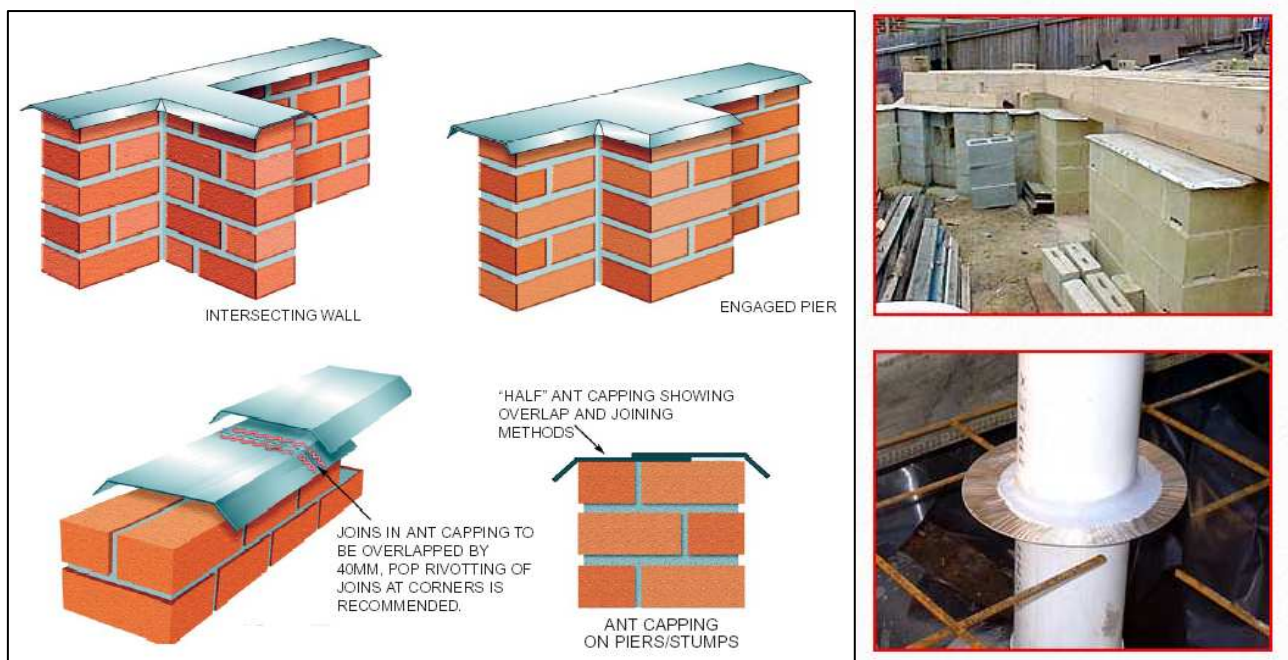 INTERSECTING WALL
ENGAGED PIER
"HALF" ANT CAPPING SHOWING
OVERLAP AND JOINING
METHODS
JOINS IN ANT CAPPING TO
BE OVERLAPPED BY
40MM, POP RIVOTTING OF
JOINS AT CORNERS IS
RECOMMENDED.
ANT CAPPING
ON PIERS/STUMPS